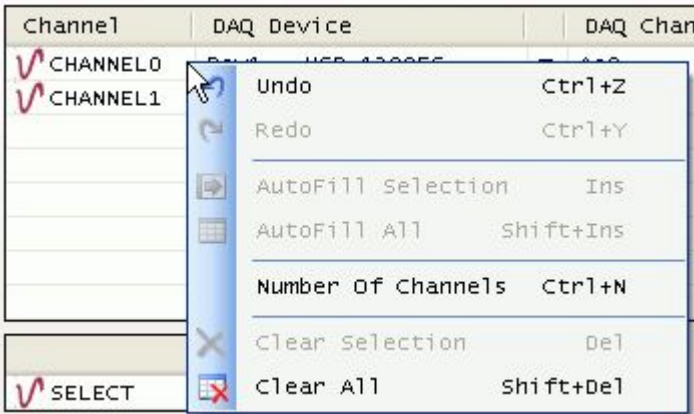 Channel DAQ Device DAQ Chan
CHANNEL0
CHANNEL1
Undo Ctrl+Z
Redo Ctrl+Y
AutoFill Selection Ins
AutoFill All Shift+Ins
Number Of Channels Ctrl+N
Clear Selection Del
SELECT Clear All Shift+Del